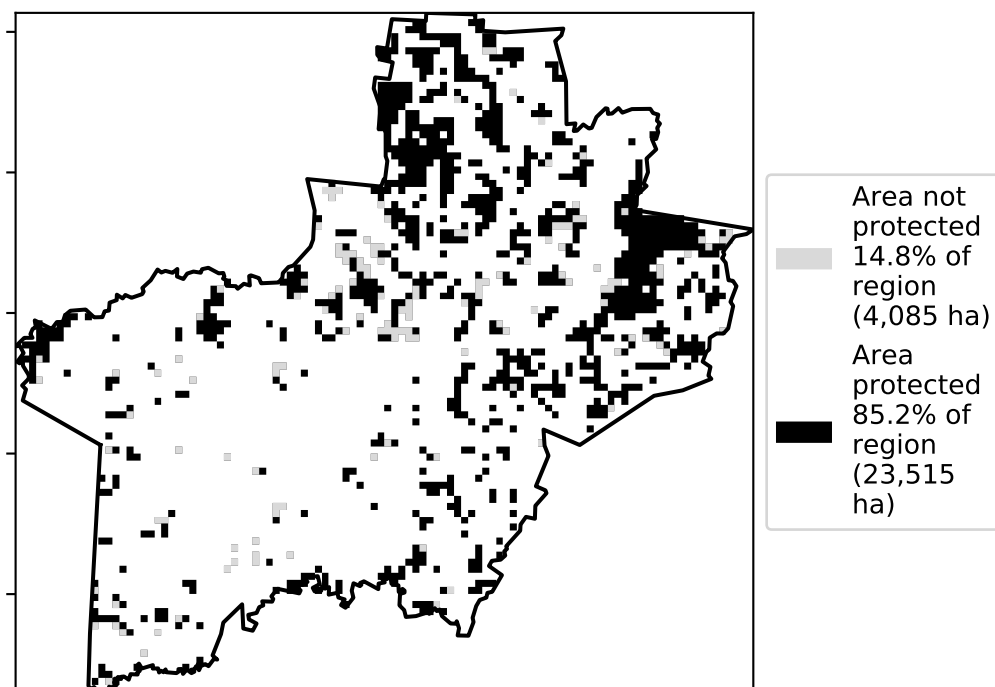 Area not
protected
14.8% of
region
(4,085 ha)
Area
protected
85.2% of
region
(23,515
ha)